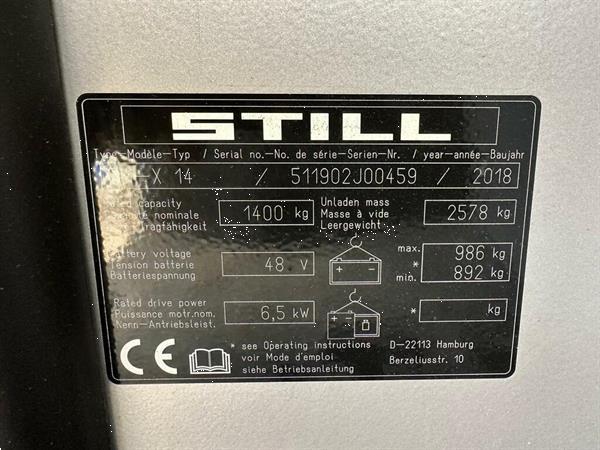 STILL
Type-Modèle-Typ / Serial no.-No. de série-Serien-Nr. / year-année-Baujahr
X 14 / 511902J00459 / 2018
Rated capacity
nominale
Tragfähigkeit
1400 kg
Unladen mass
Masse à vide
Leergewicht
2578 kg
Battery voltage
Tension batterie
Batteriespannung
48 V
max. 986 kg
*
min. 892 kg
Rated drive power
Puissance motr.nom.
Nenn-Antriebsleist.
6,5 kW
* kg
CE
* see Operating instructions
voir Mode d'emploi
siehe Betriebsanleitung
D-22113 Hamburg
Berzeliusstr. 10